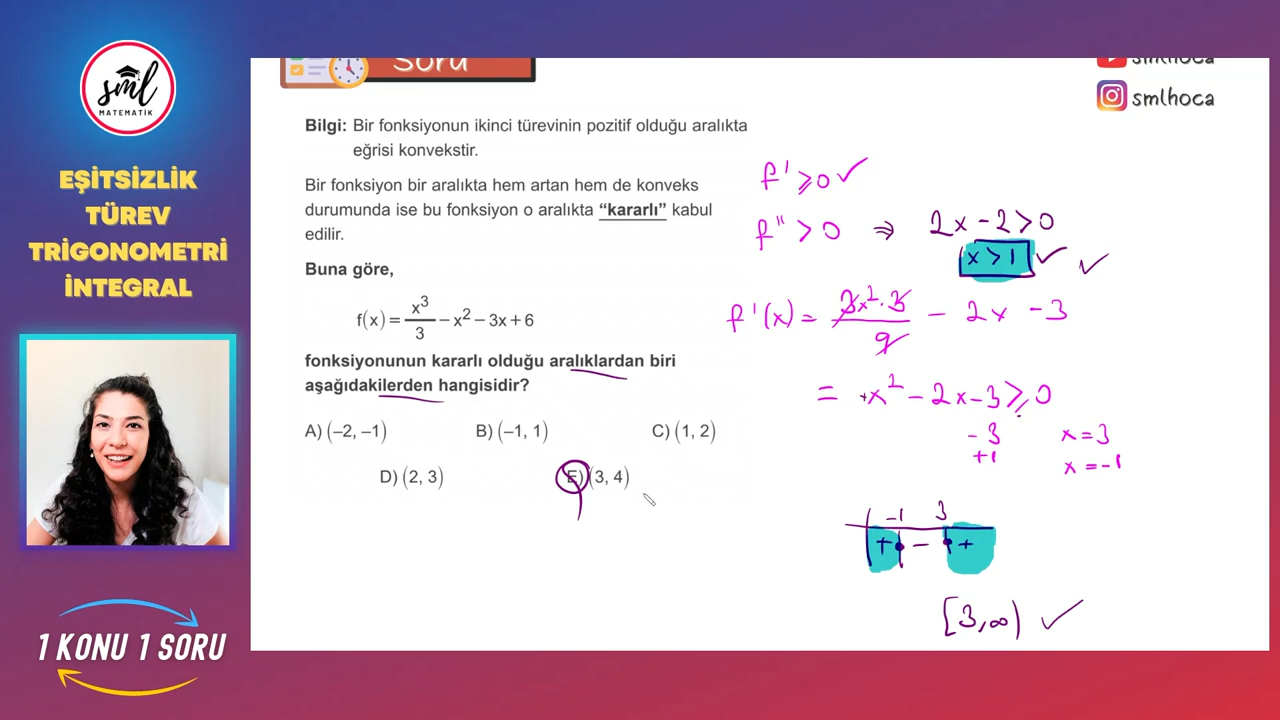 sml
MATEMATİK
EŞİTSİZLİK
TÜREV
TRİGONOMETRİ
İNTEGRAL
1 KONU 1 SORU
Soru
smlhoca
smlhoca
Bilgi: Bir fonksiyonun ikinci türevinin pozitif olduğu aralıkta
eğrisi konvekstir.
Bir fonksiyon bir aralıkta hem artan hem de konveks
durumunda ise bu fonksiyon o aralıkta “kararlı” kabul
edilir.
Buna göre,
f(x) = x³/3 − x² − 3x + 6
fonksiyonunun kararlı olduğu aralıklardan biri
aşağıdakilerden hangisidir?
A) (–2, –1) B) (–1, 1) C) (1, 2)
D) (2, 3) E) (3, 4)
f' ≥ 0 ✓
f'' > 0 ⇒ 2x - 2 > 0
x > 1 ✓ ✓
f'(x) = 3x².3/9 - 2x - 3
= +x² - 2x - 3 ≥ 0
- 3 x = 3
+1 x = -1
-1 3
+ - +
[3, ∞) ✓